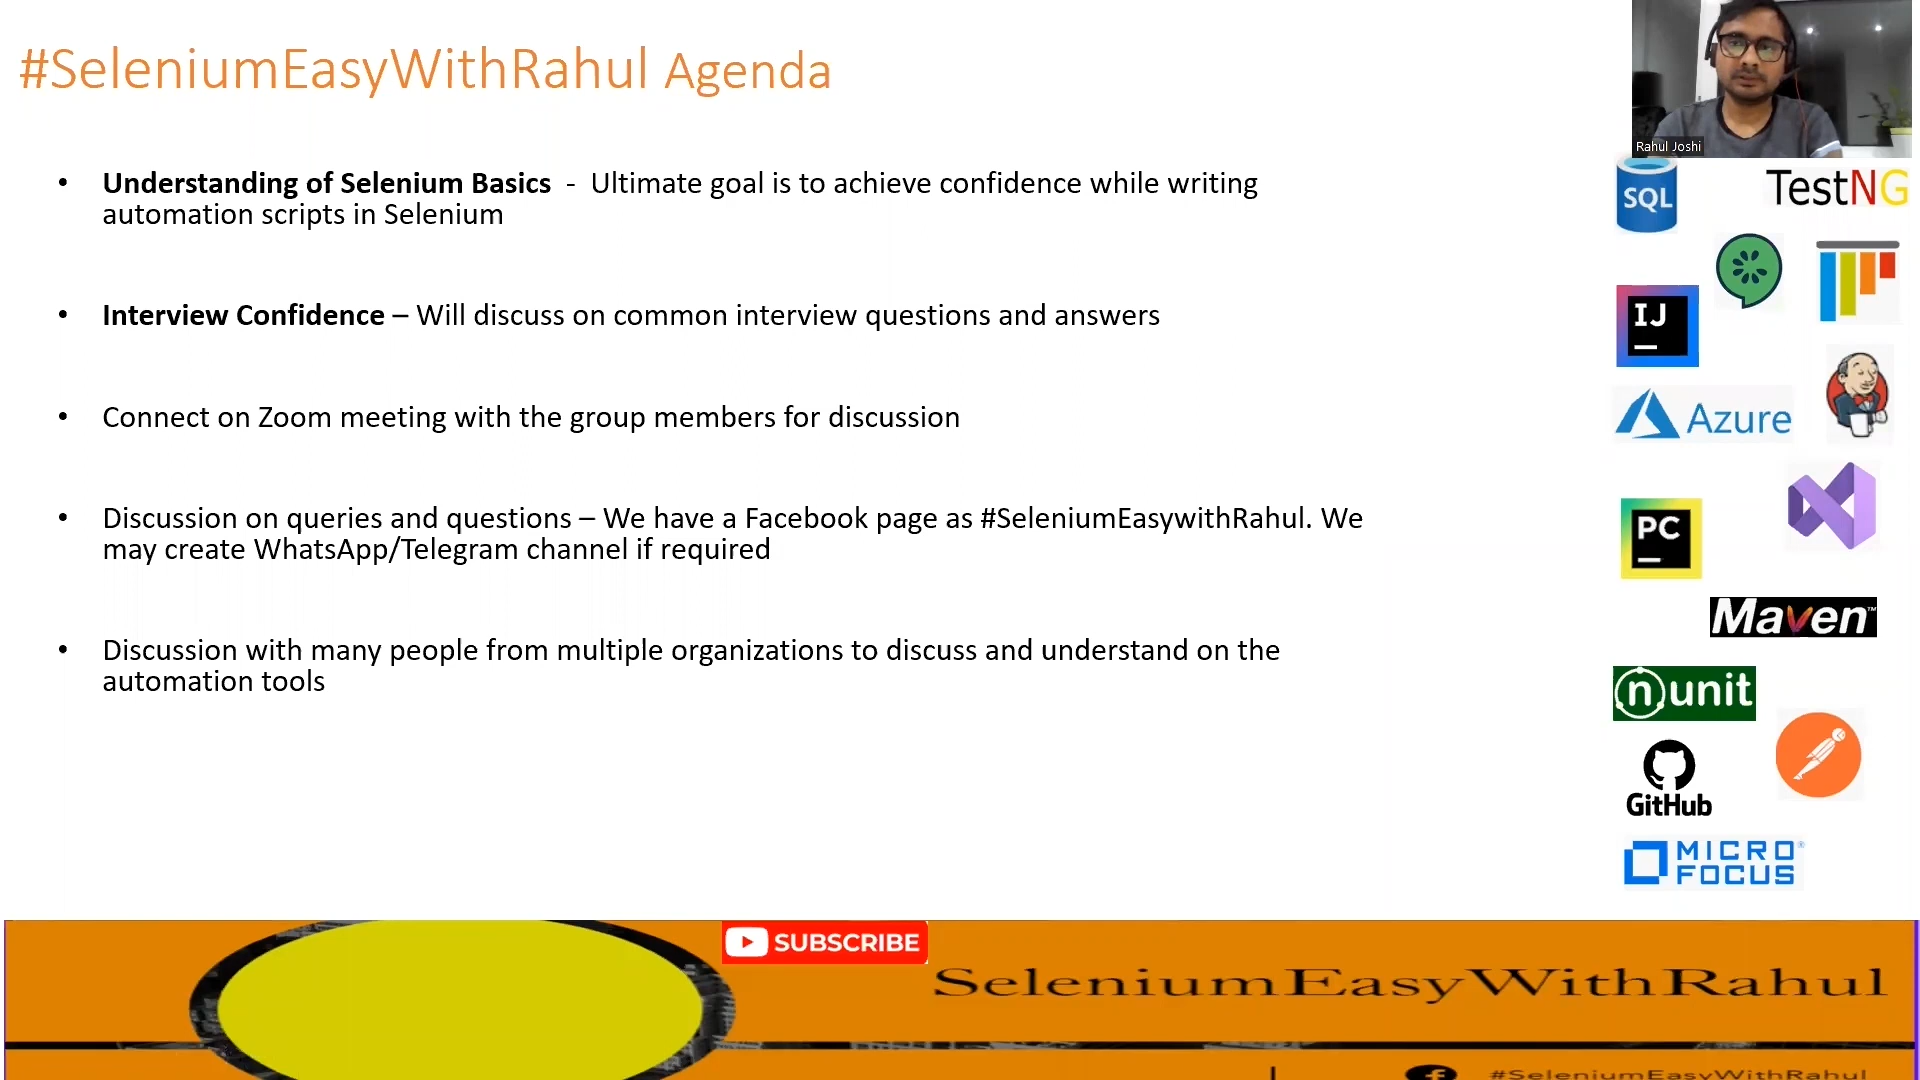 #SeleniumEasyWithRahul Agenda
Rahul Joshi
• Understanding of Selenium Basics - Ultimate goal is to achieve confidence while writing
automation scripts in Selenium
• Interview Confidence – Will discuss on common interview questions and answers
• Connect on Zoom meeting with the group members for discussion
• Discussion on queries and questions – We have a Facebook page as #SeleniumEasywithRahul. We
may create WhatsApp/Telegram channel if required
• Discussion with many people from multiple organizations to discuss and understand on the
automation tools
SQL
TestNG
IJ
Azure
PC
Maven™
nunit
GitHub
MICRO
FOCUS®
SUBSCRIBE
SeleniumEasyWithRahul
#SeleniumEasyWithRahul